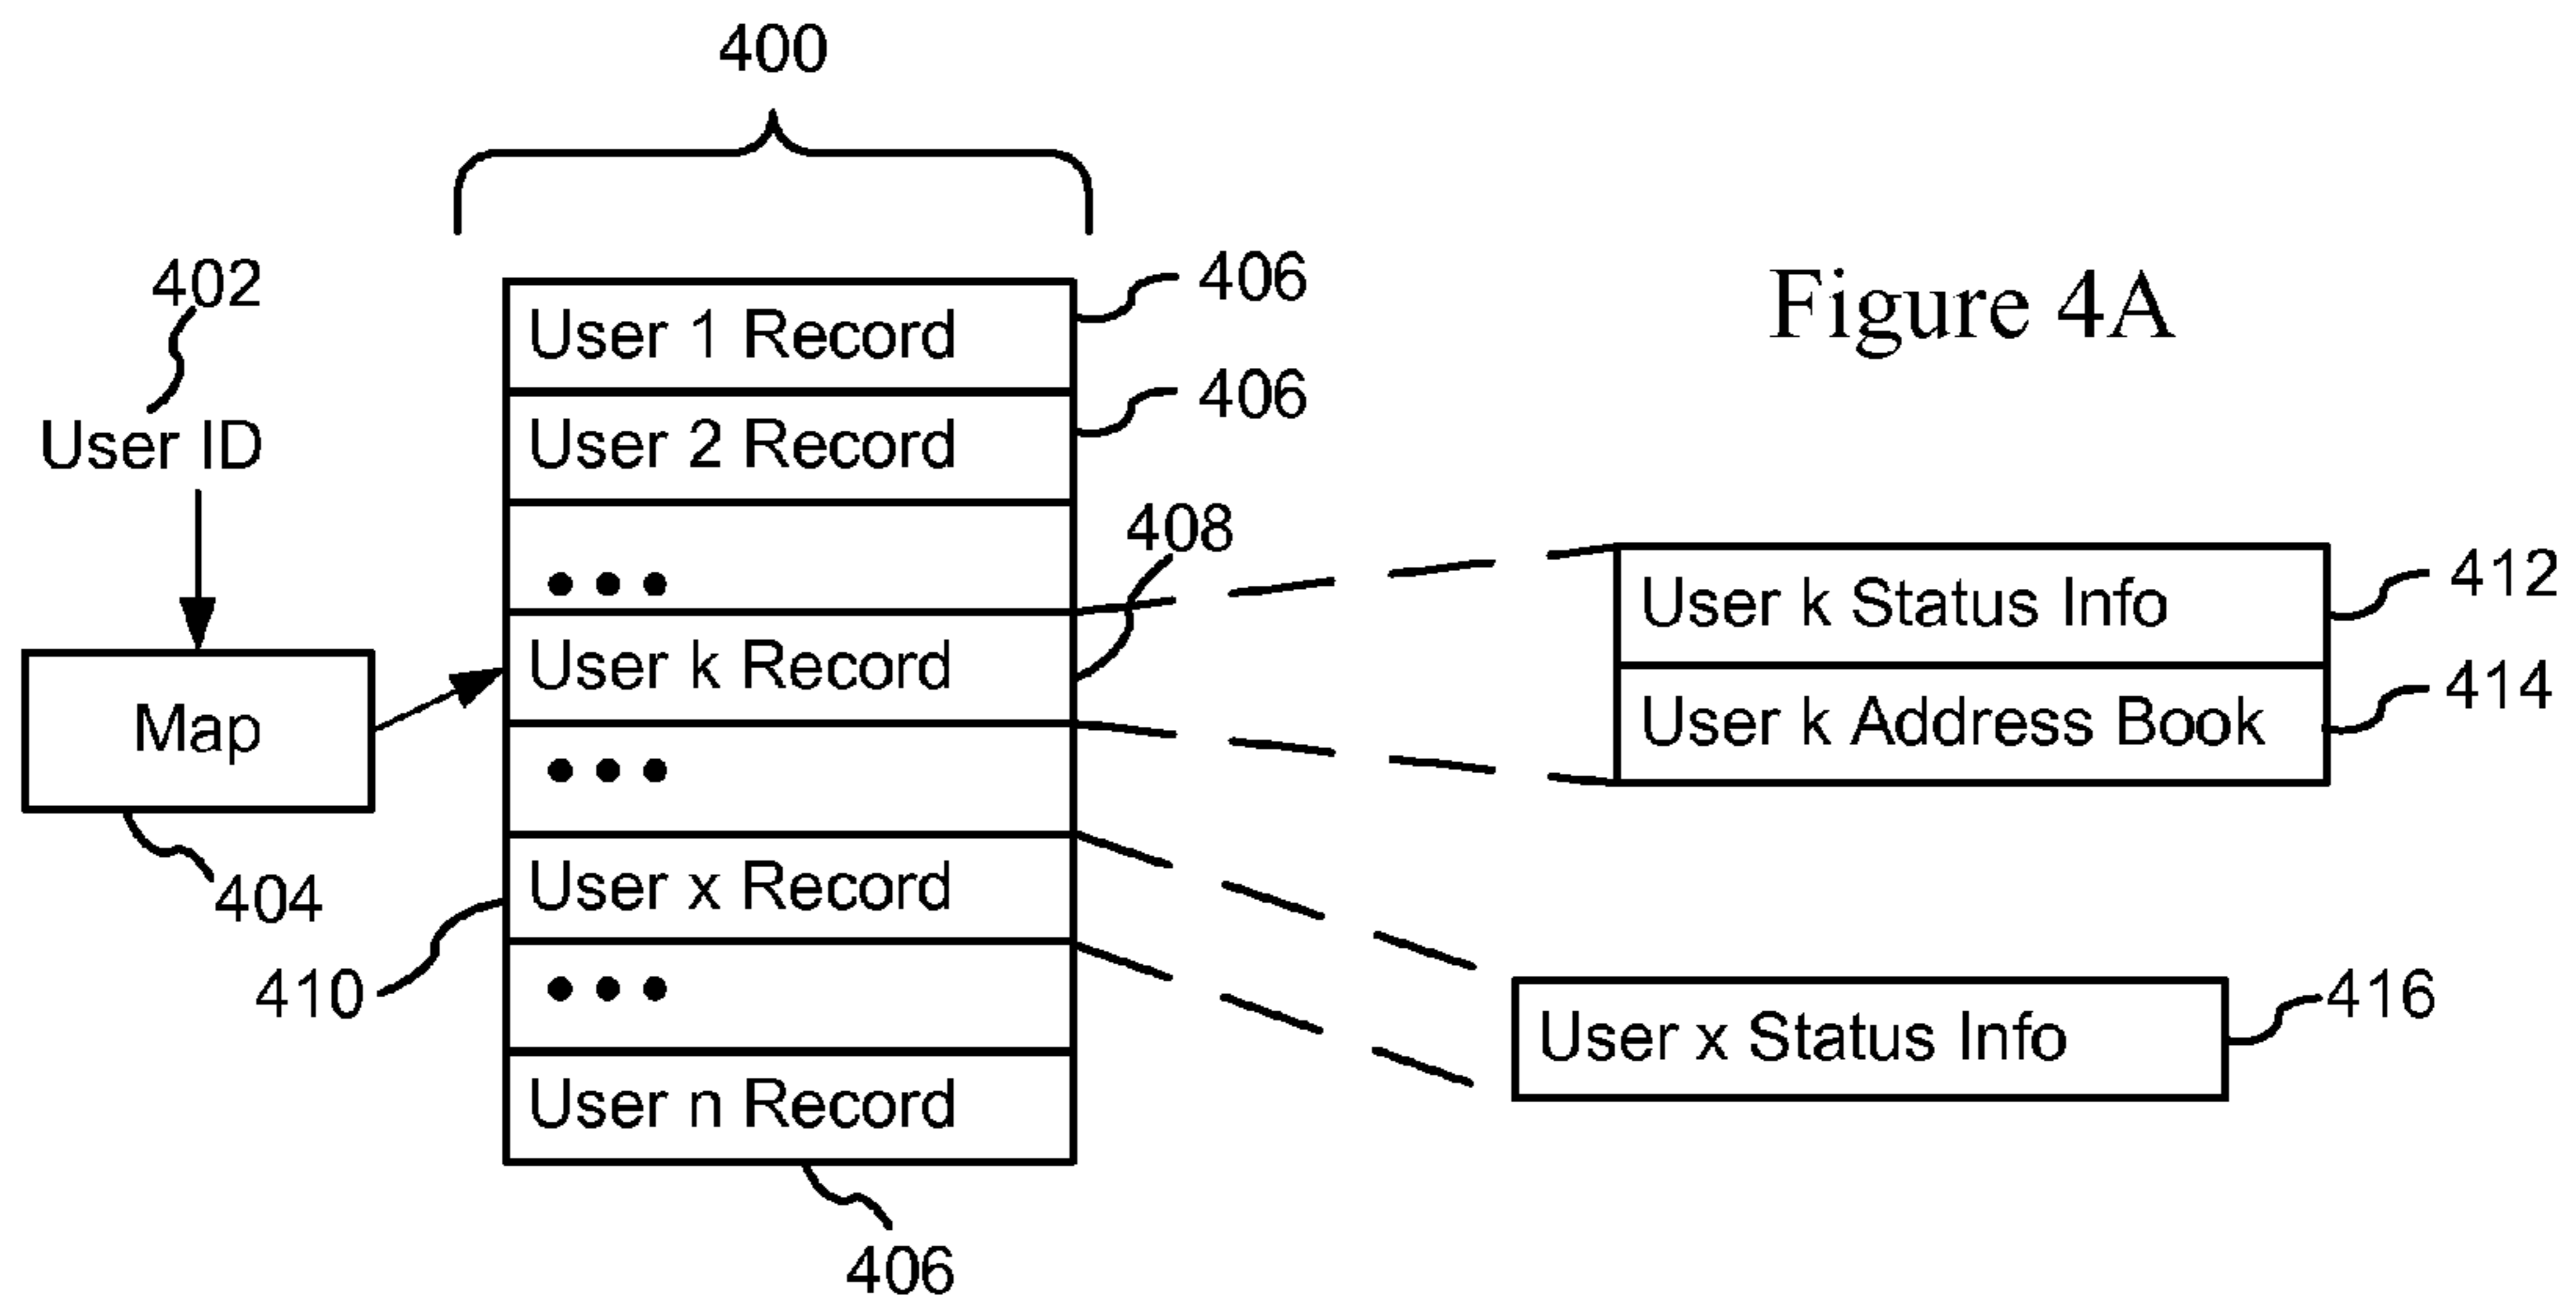 400
402
406
User 1 Record
Figure 4A
406
User ID
User 2 Record
408
•••
412
User k Status Info
User k Record
414
Map
User k Address Book
•••
404
User x Record
410
•••
416
User x Status Info
User n Record
406